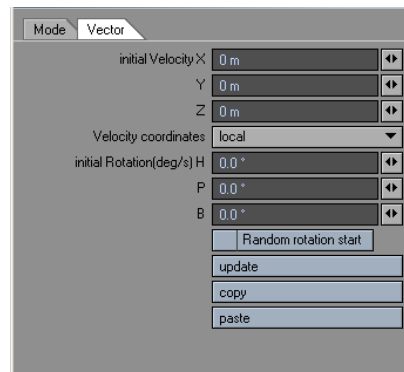 Mode Vector
initial Velocity X 0 m
Y 0 m
Z 0 m
Velocity coordinates local
initial Rotation(deg/s) H 0.0 °
P 0.0 °
B 0.0 °
Random rotation start
update
copy
paste